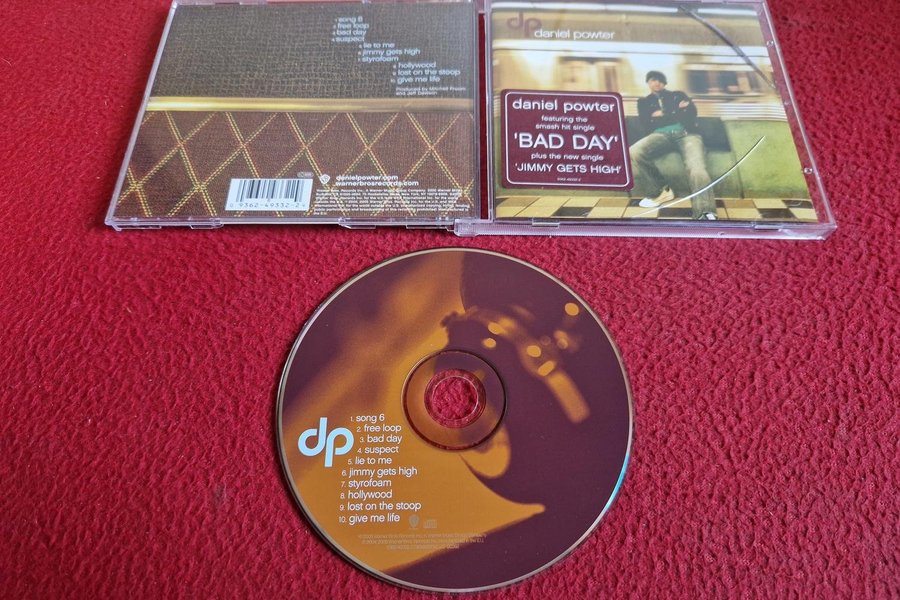 song 6
free loop
bad day
suspect
lie to me
jimmy gets high
styrofoam
hollywood
lost on the stoop
give me life
Produced by Mitchell Froom
and Jeff Dawson
danielpowter.com
warnerbrosrecords.com
0 9362-49332-2
dp daniel powter
daniel powter
featuring the
smash hit single
'BAD DAY'
plus the new single
'JIMMY GETS HIGH'
dp
1. song 6
2. free loop
3. bad day
4. suspect
5. lie to me
6. jimmy gets high
7. styrofoam
8. hollywood
9. lost on the stoop
10. give me life